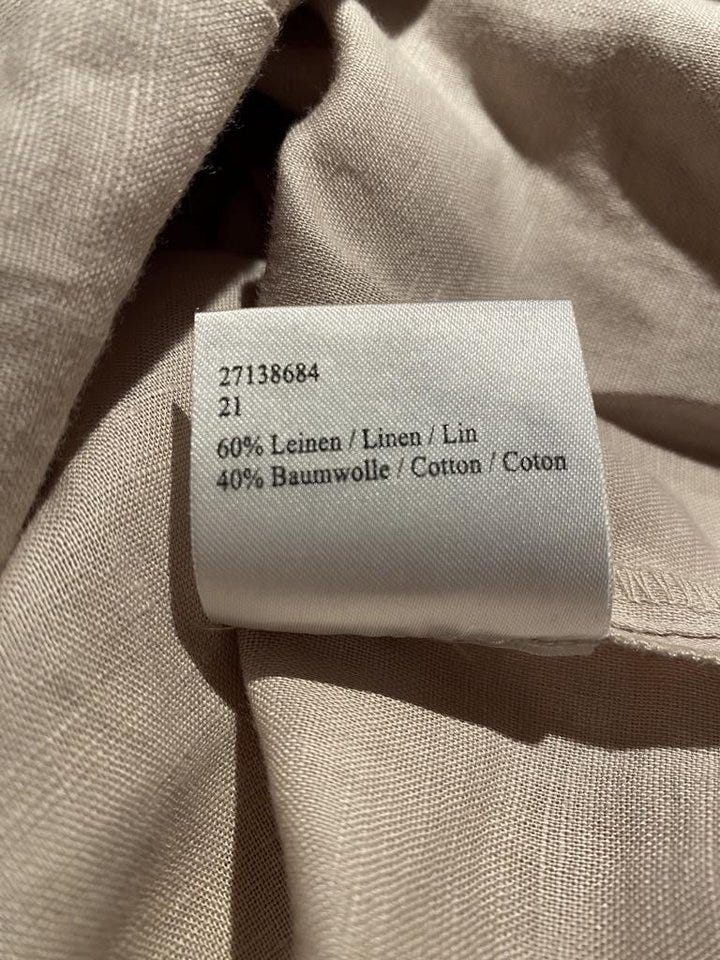 27138684
21
60% Leinen / Linen / Lin
40% Baumwolle / Cotton / Coton